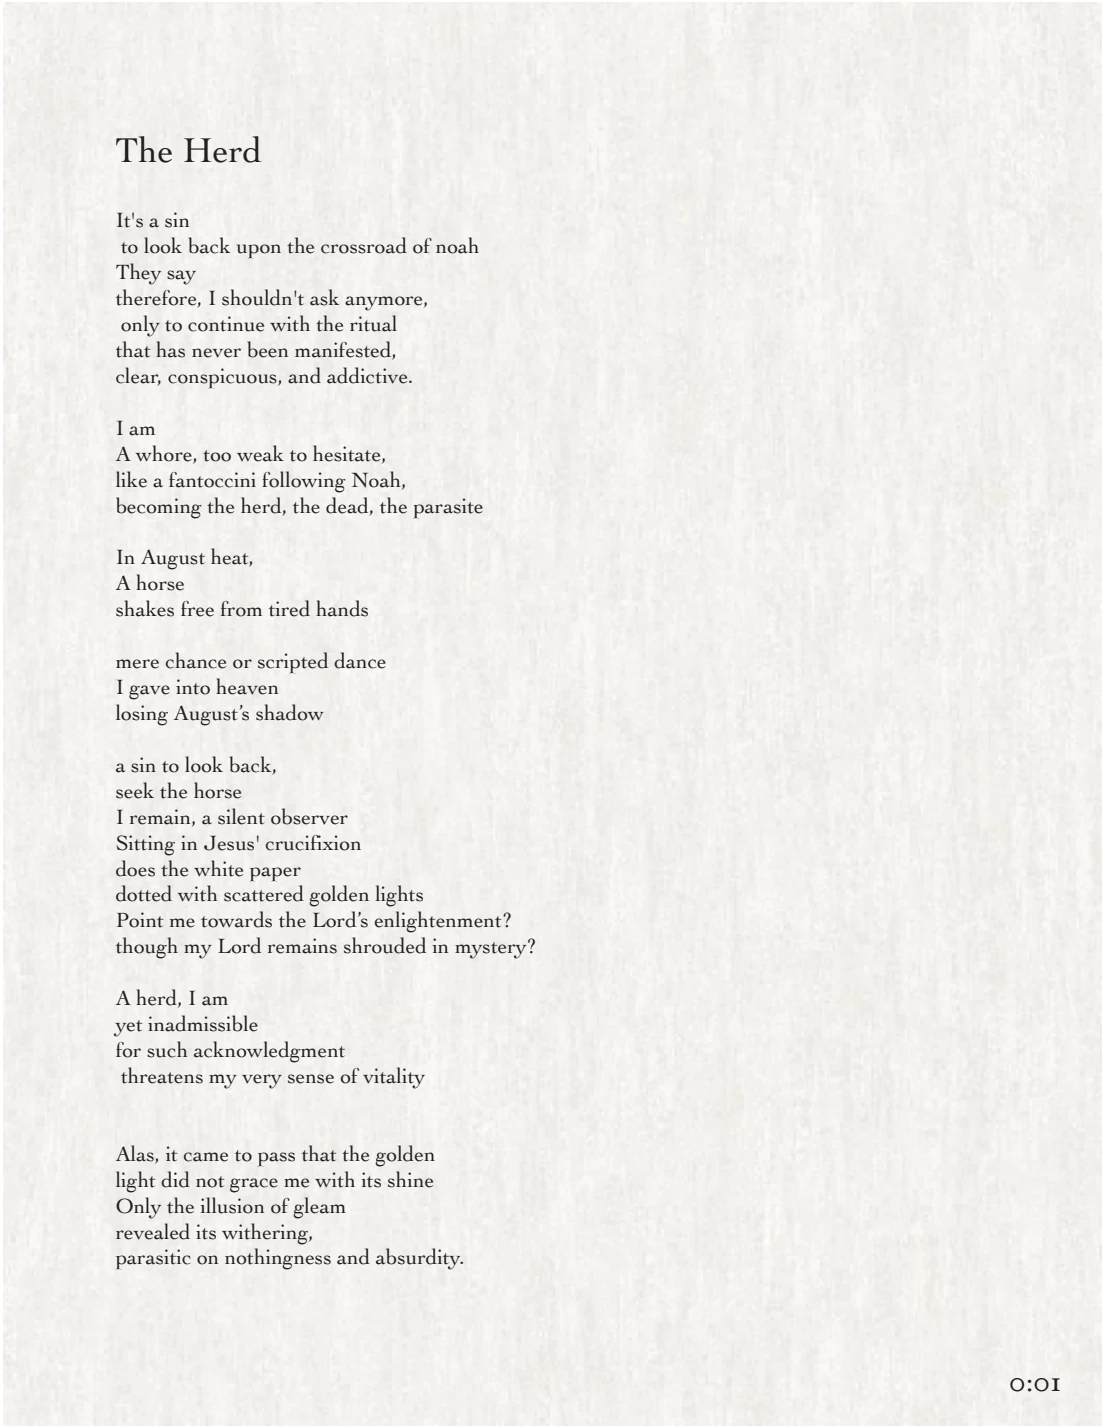 The Herd
It's a sin
to look back upon the crossroad of noah
They say
therefore, I shouldn't ask anymore,
only to continue with the ritual
that has never been manifested,
clear, conspicuous, and addictive.
I am
A whore, too weak to hesitate,
like a fantoccini following Noah,
becoming the herd, the dead, the parasite
In August heat,
A horse
shakes free from tired hands
mere chance or scripted dance
I gave into heaven
losing August’s shadow
a sin to look back,
seek the horse
I remain, a silent observer
Sitting in Jesus' crucifixion
does the white paper
dotted with scattered golden lights
Point me towards the Lord’s enlightenment?
though my Lord remains shrouded in mystery?
A herd, I am
yet inadmissible
for such acknowledgment
threatens my very sense of vitality
Alas, it came to pass that the golden
light did not grace me with its shine
Only the illusion of gleam
revealed its withering,
parasitic on nothingness and absurdity.
0:01